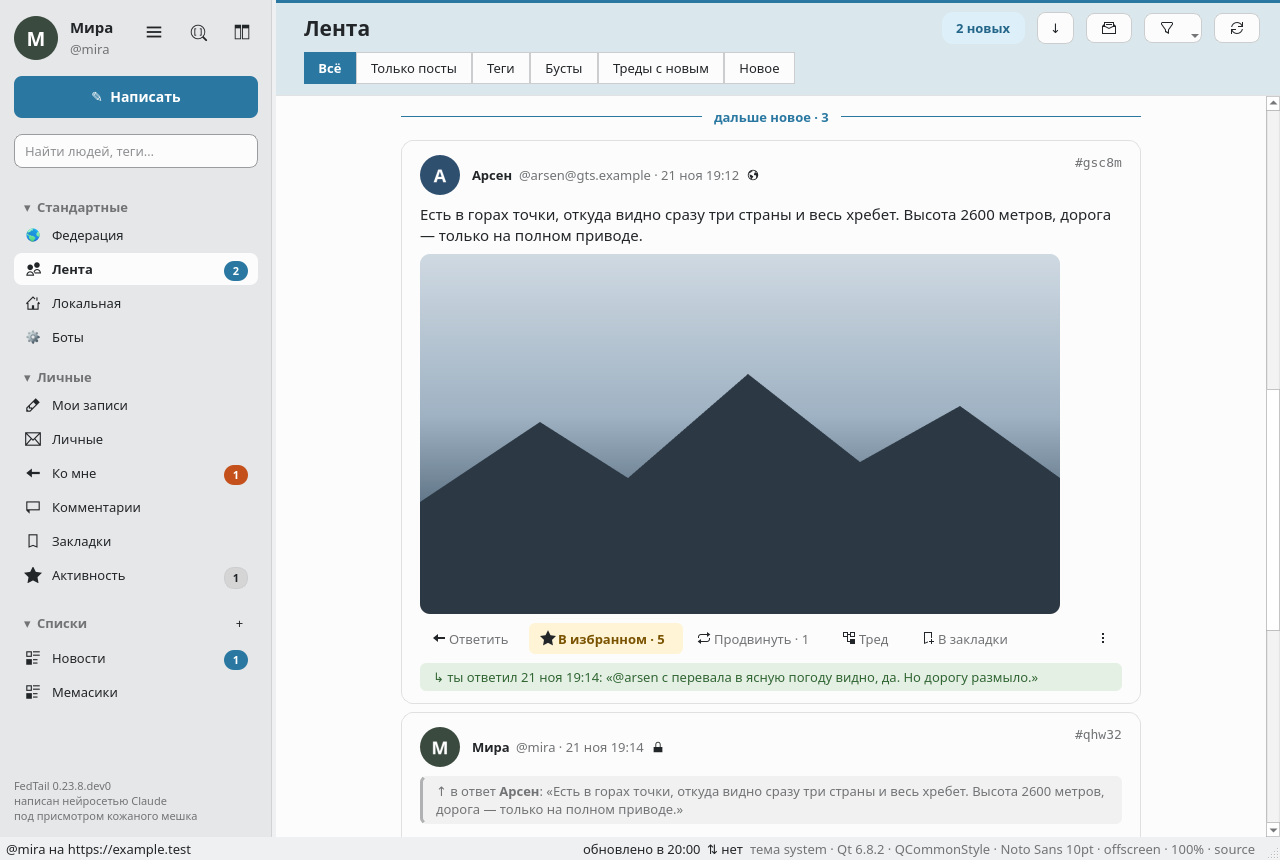 М
Мира
@mira
✎ Написать
Найти людей, теги...
▾ Стандартные
Федерация
Лента 2
Локальная
Боты
▾ Личные
Мои записи
Личные
Ко мне 1
Комментарии
Закладки
Активность 1
▾ Списки +
Новости 1
Мемасики
FedTail 0.23.8.dev0
написан нейросетью Claude
под присмотром кожаного мешка
Лента
2 новых ↓
Всё Только посты Теги Бусты Треды с новым Новое
дальше новое · 3
А
Арсен @arsen@gts.example · 21 ноя 19:12
#gsc8m
Есть в горах точки, откуда видно сразу три страны и весь хребет. Высота 2600 метров, дорога
— только на полном приводе.
Ответить В избранном · 5 Продвинуть · 1 Тред В закладки
↳ ты ответил 21 ноя 19:14: «@arsen с перевала в ясную погоду видно, да. Но дорогу размыло.»
М
Мира @mira · 21 ноя 19:14
#qhw32
↑ в ответ Арсен: «Есть в горах точки, откуда видно сразу три страны и весь хребет. Высота 2600 метров,
дорога — только на полном приводе.»
@mira на https://example.test
обновлено в 20:00 ⇅ нет тема system · Qt 6.8.2 · QCommonStyle · Noto Sans 10pt · offscreen · 100% · source